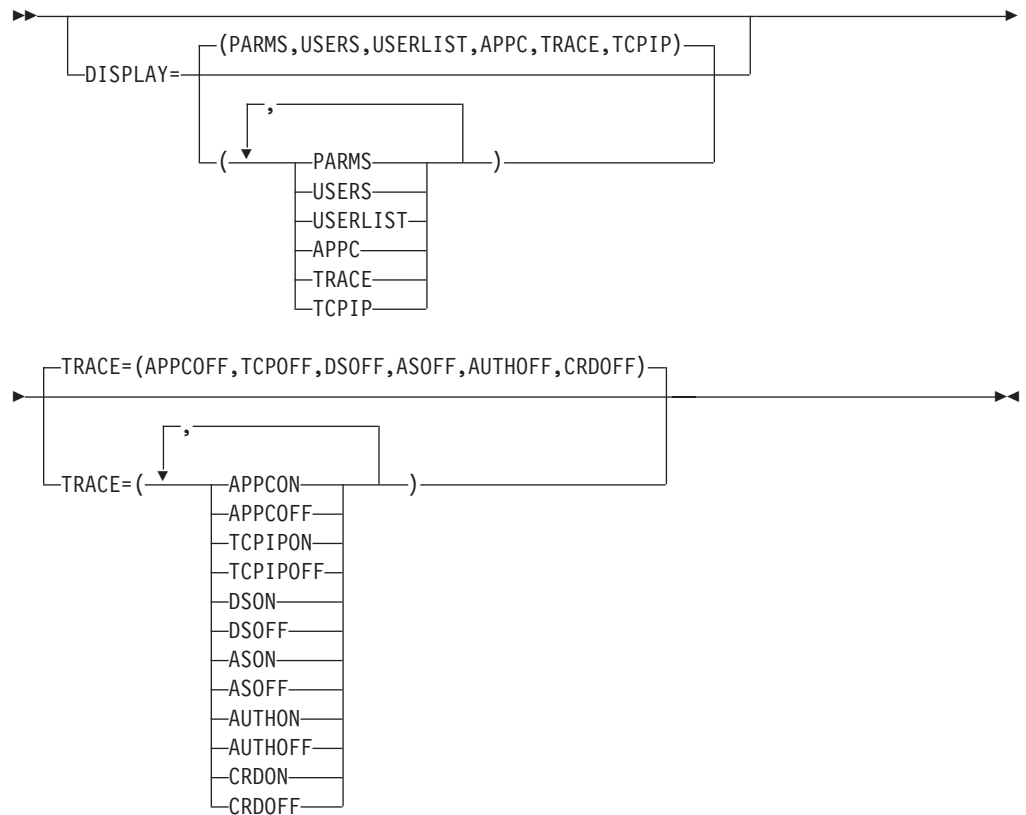 (PARMS,USERS,USERLIST,APPC,TRACE,TCPIP)
DISPLAY=
,
( PARMS )
USERS
USERLIST
APPC
TRACE
TCPIP
TRACE=(APPCOFF,TCPOFF,DSOFF,ASOFF,AUTHOFF,CRDOFF)
,
TRACE=( APPCON )
APPCOFF
TCPIPON
TCPIPOFF
DSON
DSOFF
ASON
ASOFF
AUTHON
AUTHOFF
CRDON
CRDOFF